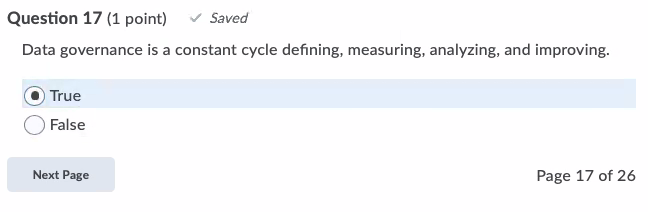 Question 17 (1 point) ✓ Saved
Data governance is a constant cycle defining, measuring, analyzing, and improving.
True
False
Next Page
Page 17 of 26